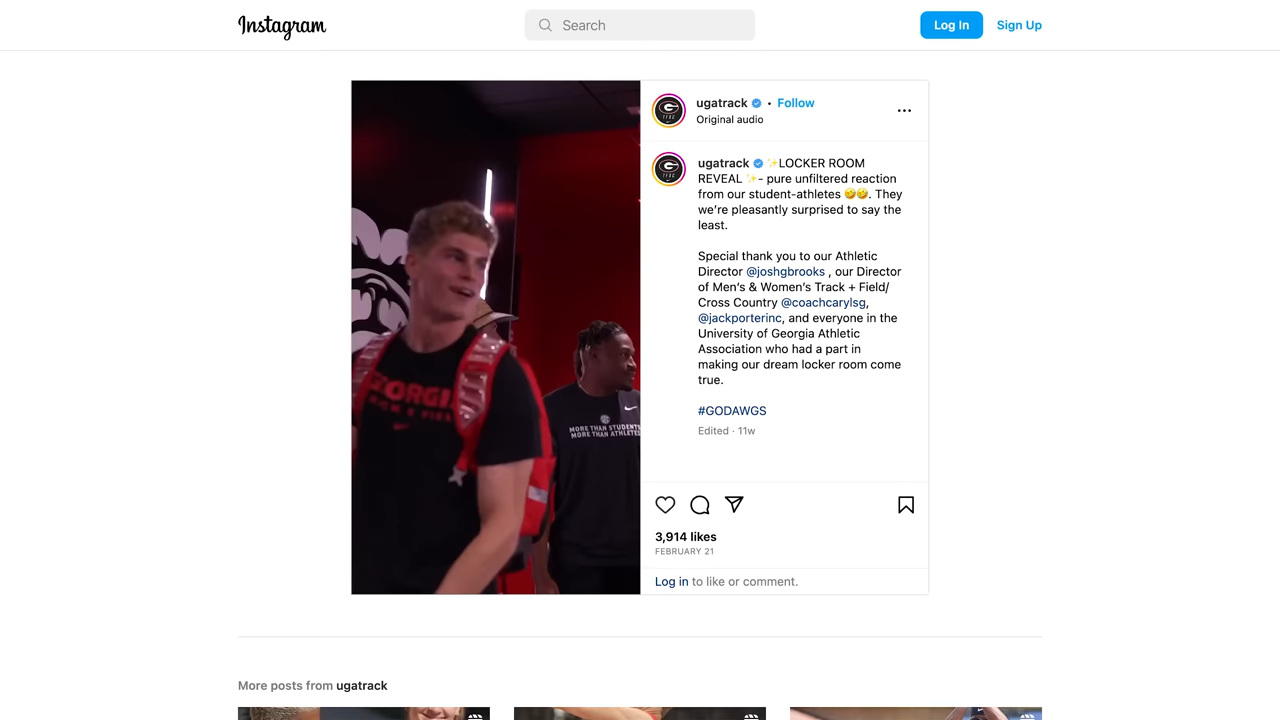 Instagram
Search
Log In
Sign Up
ugatrack • Follow
Original audio
ugatrack ✨LOCKER ROOM
REVEAL ✨- pure unfiltered reaction
from our student-athletes 🤣🤣. They
we’re pleasantly surprised to say the
least.
Special thank you to our Athletic
Director @joshgbrooks , our Director
of Men’s & Women’s Track + Field/
Cross Country @coachcarylsg,
@jackporterinc, and everyone in the
University of Georgia Athletic
Association who had a part in
making our dream locker room come
true.
#GODAWGS
Edited · 11w
MORE THAN STUDENTS
MORE THAN ATHLETES
3,914 likes
FEBRUARY 21
Log in to like or comment.
More posts from ugatrack